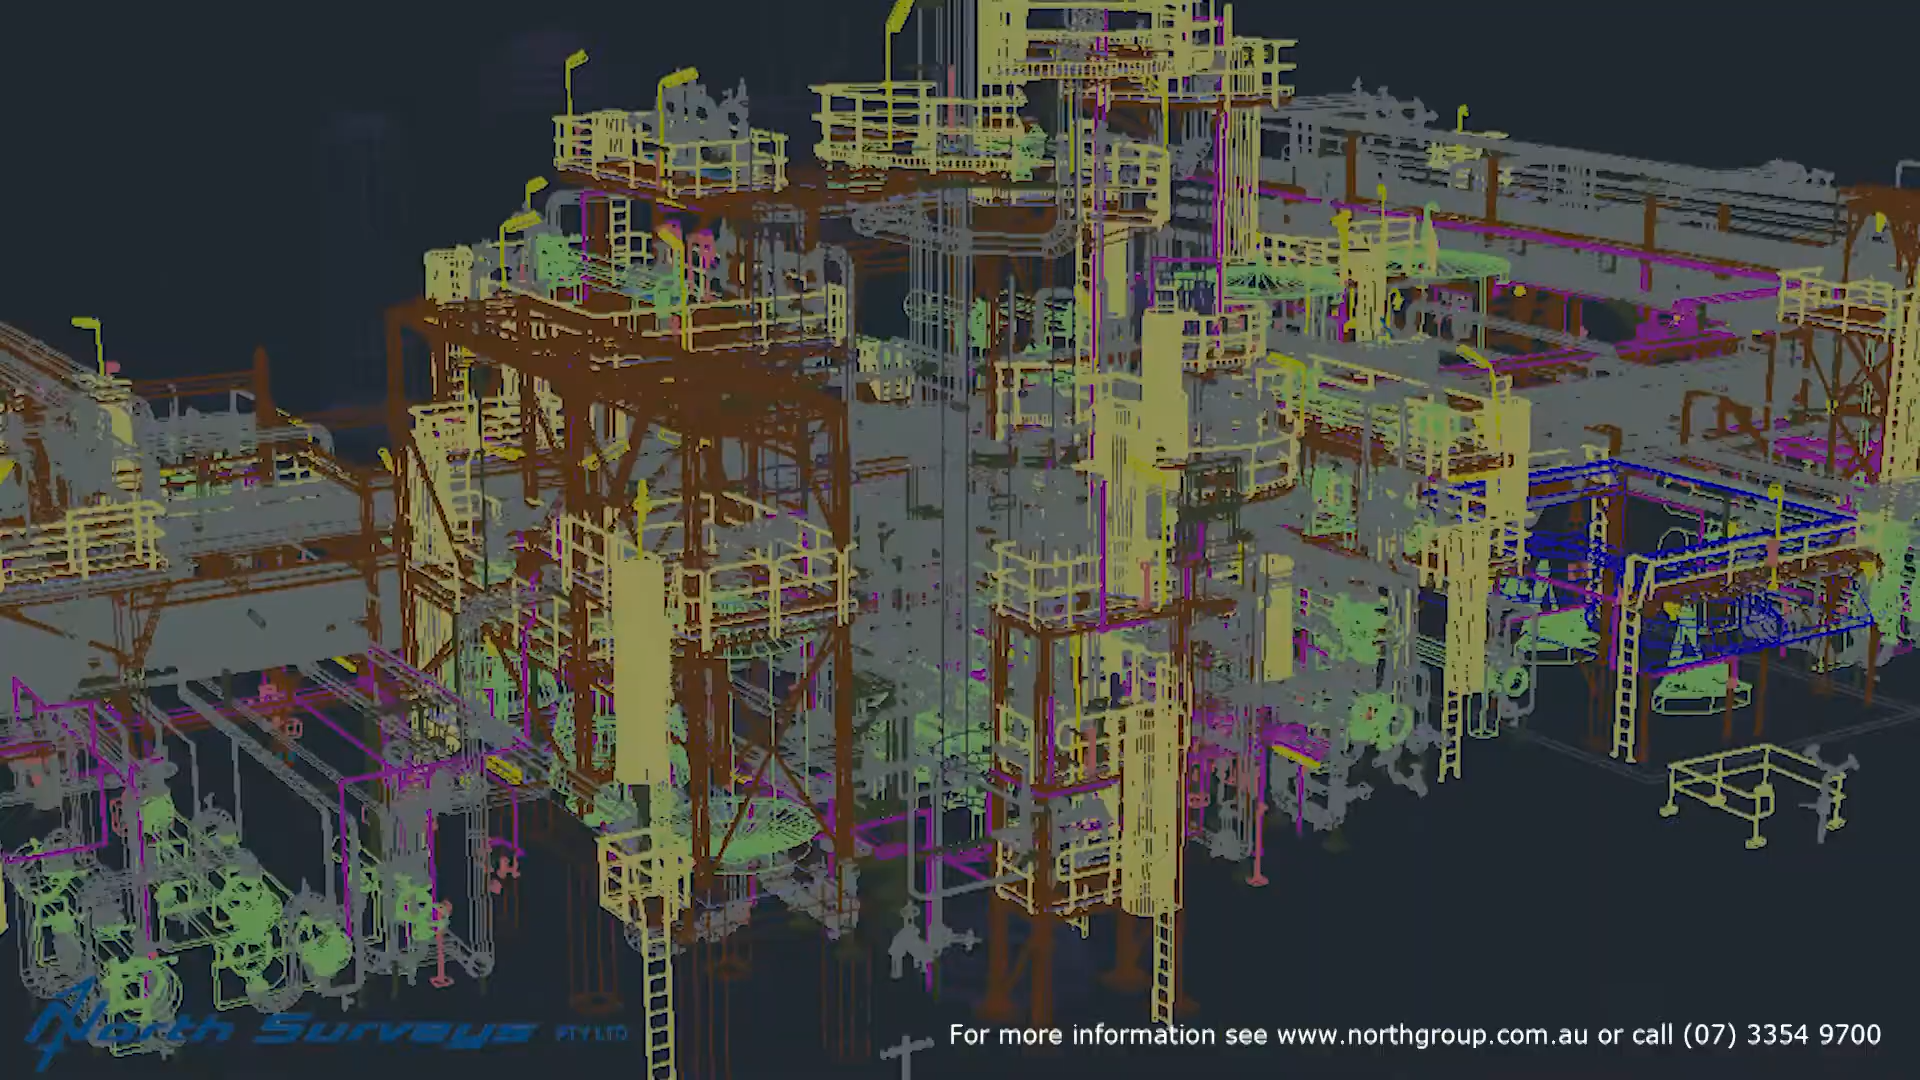 North Surveys PTY LTD
For more information see www.northgroup.com.au or call (07) 3354 9700